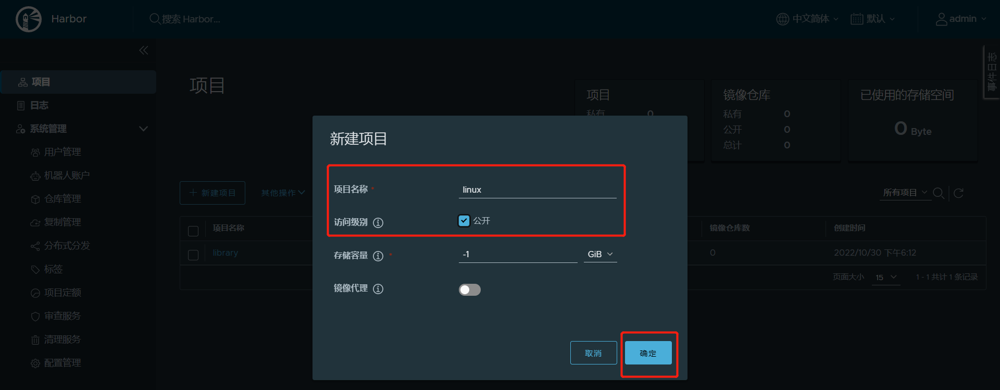 Harbor
搜索 Harbor...
中文简体
默认
admin
事件日志
项目
日志
系统管理
用户管理
机器人账户
仓库管理
复制管理
分布式分发
标签
项目定额
审查服务
清理服务
配置管理
项目
项目
私有 0
镜像仓库
私有 0
公开 0
总计 0
已使用的存储空间
0 Byte
新建项目
其他操作
所有项目
项目名称
镜像仓库数
创建时间
library
0
2022/10/30 下午6:12
页面大小 15 1 - 1 共计 1 条记录
新建项目
项目名称 * linux
访问级别 公开
存储容量 * -1 GiB
镜像代理
取消
确定